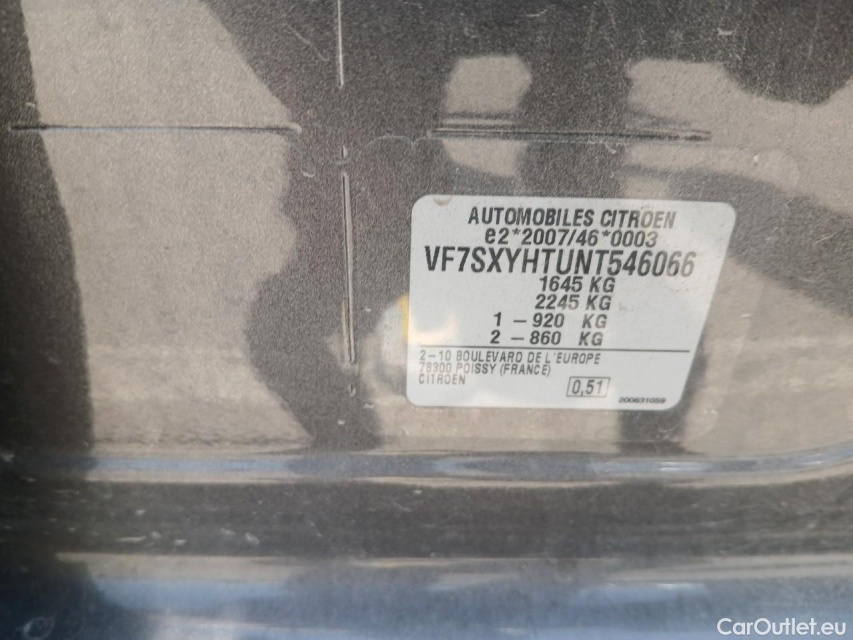 AUTOMOBILES CITROEN
e2*2007/46*0003
VF7SXYHTUNT546066
1645 KG
2245 KG
1 – 920 KG
2 – 860 KG
2–10 BOULEVARD DE L'EUROPE
78300 POISSY (FRANCE)
CITROEN
0,51
200631059
CarOutlet.eu